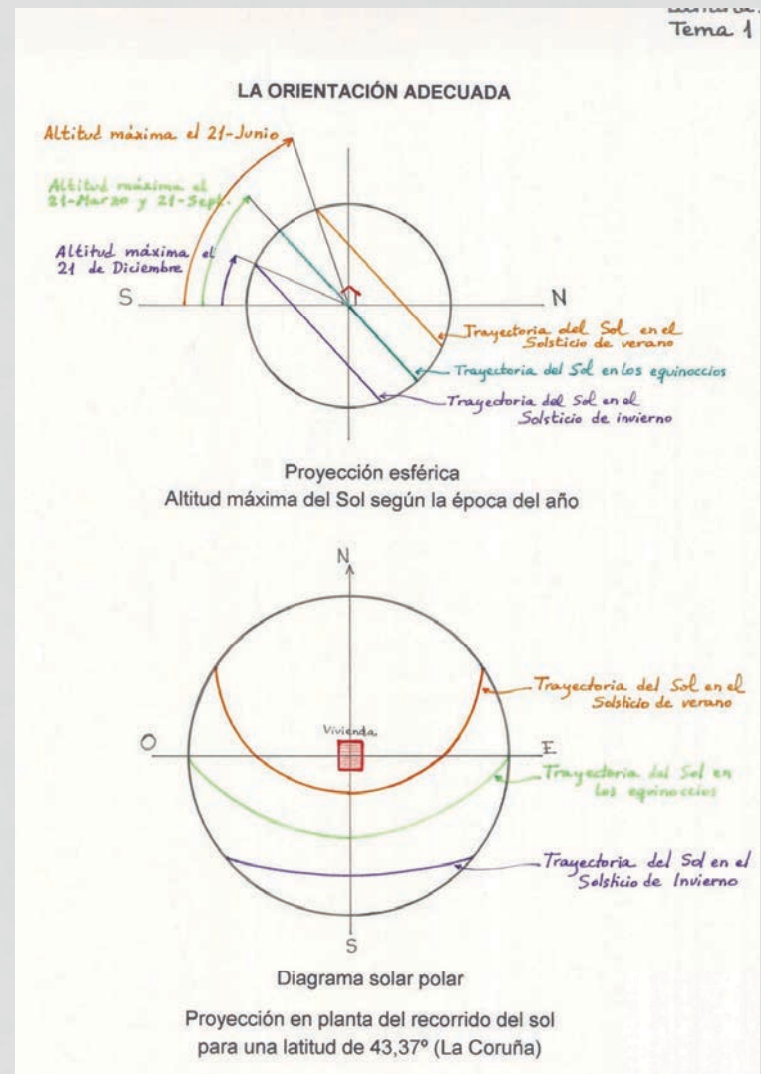 Tema 1
LA ORIENTACIÓN ADECUADA
Altitud máxima el 21-Junio
Altitud máxima el
21-Marzo y 21-Sept.
Altitud máxima el
21 de Diciembre
S
N
Trayectoria del Sol en el
Solsticio de verano
Trayectoria del Sol en los equinoccios
Trayectoria del Sol en el
Solsticio de invierno
Proyección esférica
Altitud máxima del Sol según la época del año
N
Trayectoria del Sol en el
Solsticio de verano
Vivienda
O
E
Trayectoria del Sol en
los equinoccios
Trayectoria del Sol en el
Solsticio de Invierno
S
Diagrama solar polar
Proyección en planta del recorrido del sol
para una latitud de 43,37º (La Coruña)